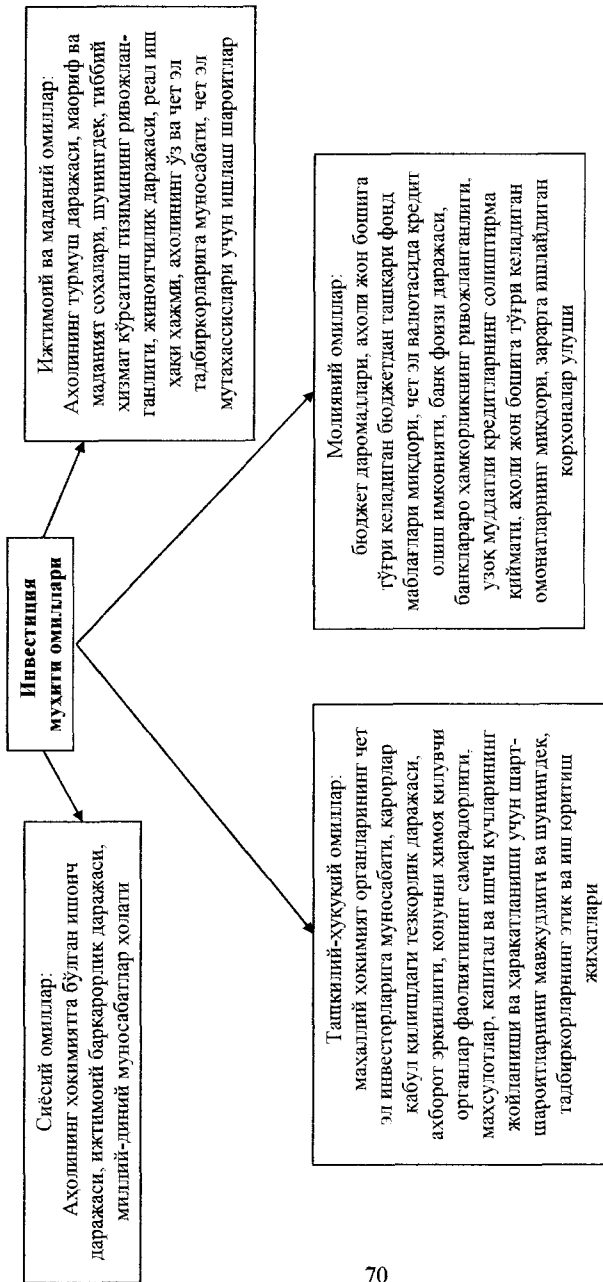 Инвестиция
муҳити омиллари
Сиёсий омиллар:
Аҳолининг хокимиятга бўлган ишонч
даражаси, ижтимоий барқарорлик даражаси,
миллий-диний муносабатлар ҳолати
Ижтимоий ва маданий омиллар:
Аҳолининг турмуш даражаси, маориф ва
маданият соҳалари, шунингдек, тиббий
хизмат кўрсатиш тизимининг ривожлан-
ганлиги, жиноятчилик даражаси, реал иш
ҳақи ҳажми, аҳолининг ўз ва чет эл
тадбиркорларига муносабати, чет эл
мутахассислари учун ишлаш шароитлар
Ташкилий-ҳуқуқий омиллар:
маҳаллий ҳокимият органларининг чет
эл инвесторларига муносабати, қарорлар
қабул қилишдаги тезкорлик даражаси,
ахборот эркинлиги, қонунни ҳимоя қилувчи
органлар фаолиятининг самарадорлиги,
маҳсулотлар, капитал ва ишчи кучларининг
жойланиши ва ҳаракатланиши учун шарт-
шароитларнинг мавжудлиги ва шунингдек,
тадбиркорларнинг этик ва иш юритиш
жиҳатлари
Молиявий омиллар:
бюджет даромадлари, аҳоли жон бошига
тўғри келадиган бюджетдан ташқари фонд
маблағлари миқдори, чет эл валютасида кредит
олиш имконияти, банк фоизи даражаси,
банклараро ҳамкорликнинг ривожланганлиги,
узоқ муддатли кредитларнинг солиштирма
қиймати, аҳоли жон бошига тўғри келадиган
омонатларнинг миқдори, зарарга ишлайдиган
корхоналар улуши
70